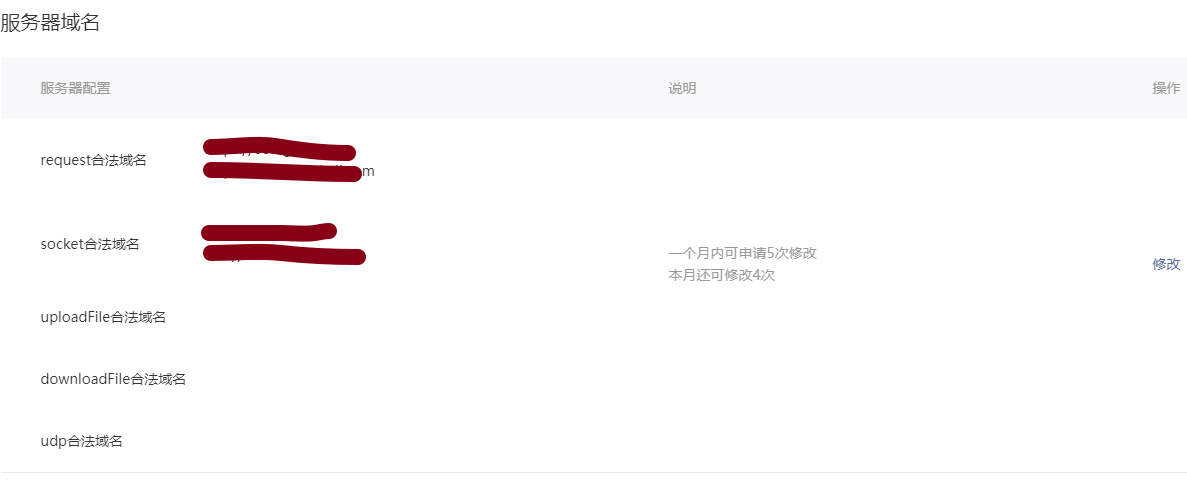 服务器域名
服务器配置 说明 操作
request合法域名
m
socket合法域名
一个月内可申请5次修改
本月还可修改4次
修改
uploadFile合法域名
downloadFile合法域名
udp合法域名